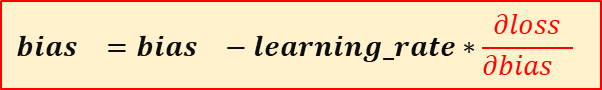 bias = bias − learning_rate ∗ ∂loss/∂bias